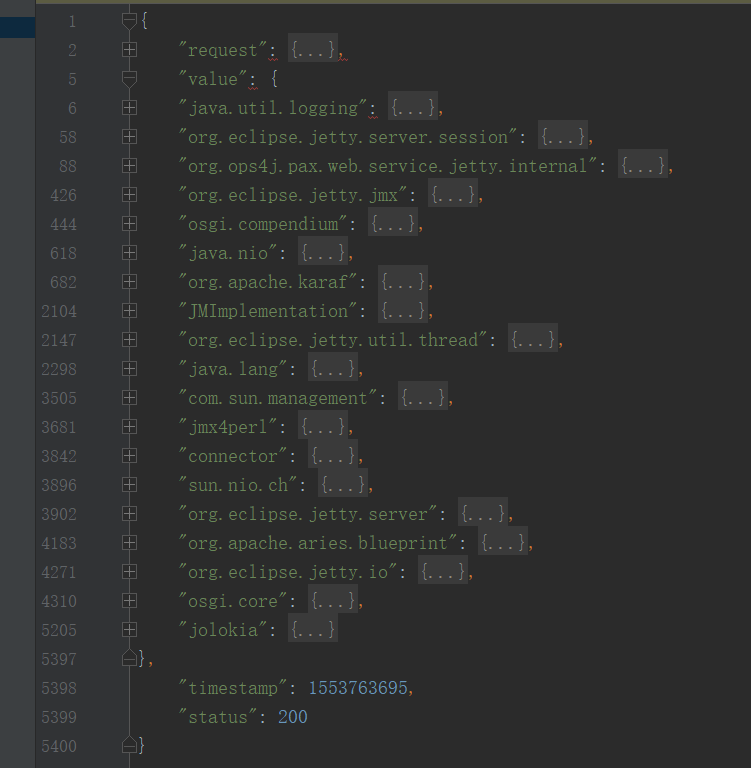 1 {
2 "request": {...},
5 "value": {
6 "java.util.logging": {...},
58 "org.eclipse.jetty.server.session": {...},
88 "org.ops4j.pax.web.service.jetty.internal": {...},
426 "org.eclipse.jetty.jmx": {...},
444 "osgi.compendium": {...},
618 "java.nio": {...},
682 "org.apache.karaf": {...},
2104 "JMImplementation": {...},
2147 "org.eclipse.jetty.util.thread": {...},
2298 "java.lang": {...},
3505 "com.sun.management": {...},
3681 "jmx4perl": {...},
3842 "connector": {...},
3896 "sun.nio.ch": {...},
3902 "org.eclipse.jetty.server": {...},
4183 "org.apache.aries.blueprint": {...},
4271 "org.eclipse.jetty.io": {...},
4310 "osgi.core": {...},
5205 "jolokia": {...}
5397 },
5398 "timestamp": 1553763695,
5399 "status": 200
5400 }